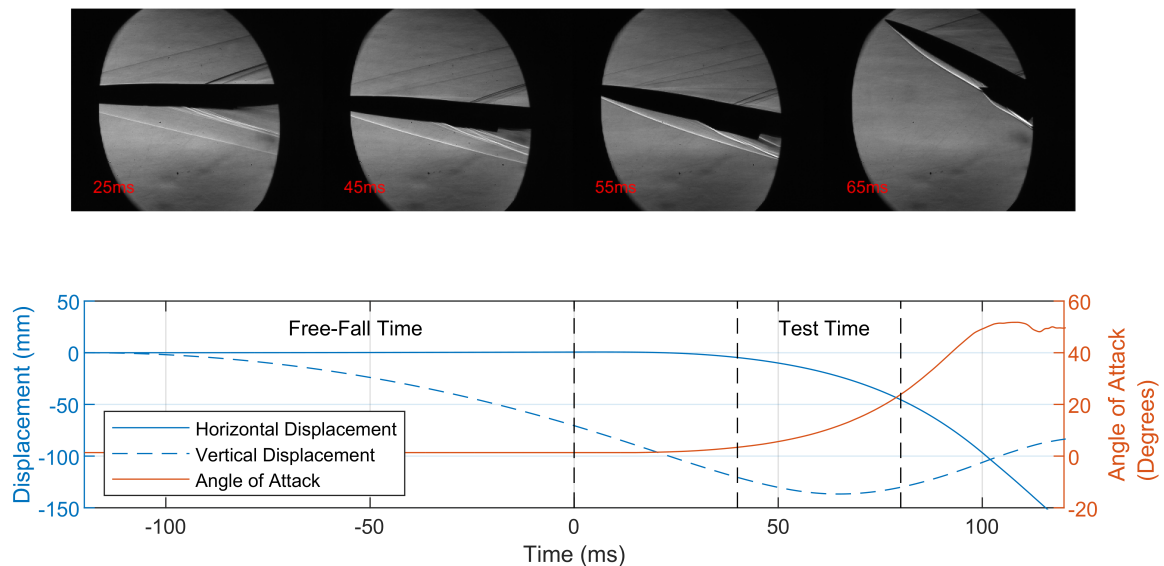 25ms
45ms
55ms
65ms
Free-Fall Time
Test Time
Displacement (mm)
50
0
-50
-100
-150
Horizontal Displacement
Vertical Displacement
Angle of Attack
-100
-50
0
50
100
Time (ms)
60
40
20
0
-20
Angle of Attack
(Degrees)